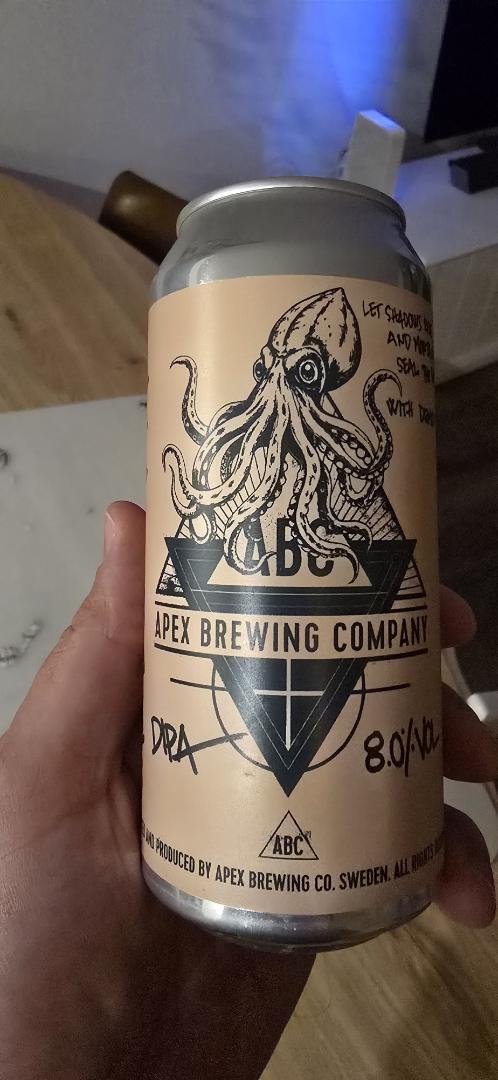 LET SHADOWS
AND
SEAL THE
WITH
ABC
APEX BREWING COMPANY
DIPA
8.0% VOL
ABC
AND PRODUCED BY APEX BREWING CO. SWEDEN. ALL RIGHTS